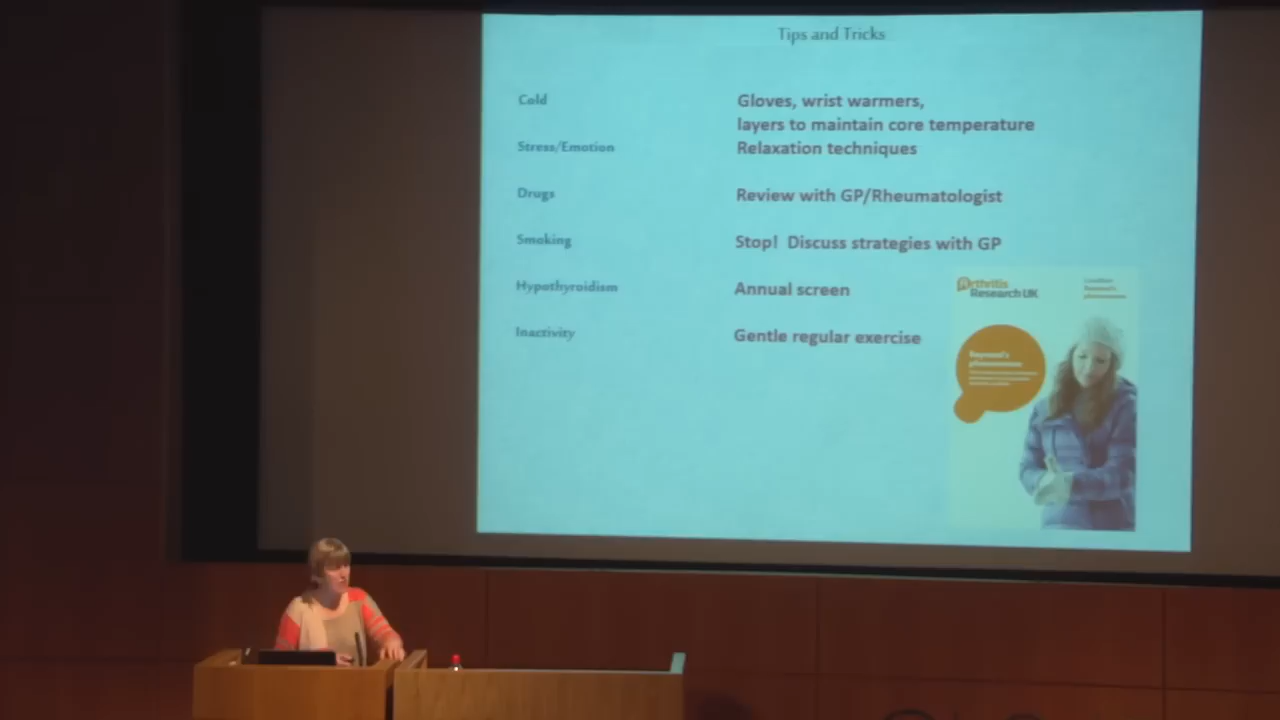 Tips and Tricks
Cold
Gloves, wrist warmers,
layers to maintain core temperature
Stress/Emotion
Relaxation techniques
Drugs
Review with GP/Rheumatologist
Smoking
Stop! Discuss strategies with GP
Hypothyroidism
Annual screen
Inactivity
Gentle regular exercise
Arthritis
Research UK
Raynaud's
phenomenon